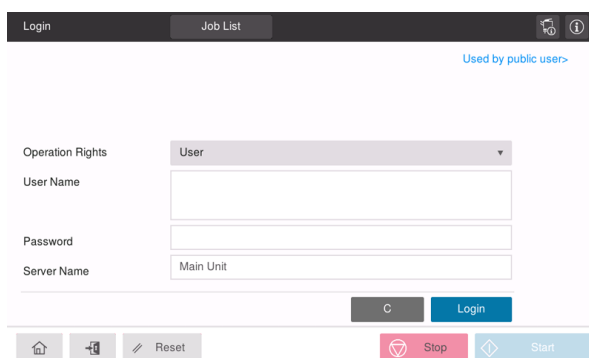 Login
Job List
Used by public user>
Operation Rights
User
User Name
Password
Server Name
Main Unit
C
Login
Reset
Stop
Start